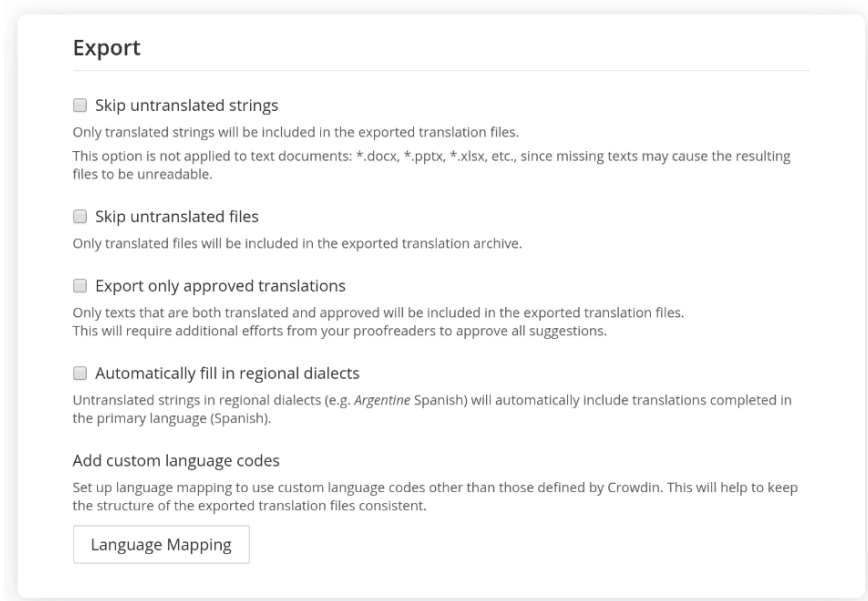 Export
Skip untranslated strings
Only translated strings will be included in the exported translation files.
This option is not applied to text documents: *.docx, *.pptx, *.xlsx, etc., since missing texts may cause the resulting
files to be unreadable.
Skip untranslated files
Only translated files will be included in the exported translation archive.
Export only approved translations
Only texts that are both translated and approved will be included in the exported translation files.
This will require additional efforts from your proofreaders to approve all suggestions.
Automatically fill in regional dialects
Untranslated strings in regional dialects (e.g. Argentine Spanish) will automatically include translations completed in
the primary language (Spanish).
Add custom language codes
Set up language mapping to use custom language codes other than those defined by Crowdin. This will help to keep
the structure of the exported translation files consistent.
Language Mapping